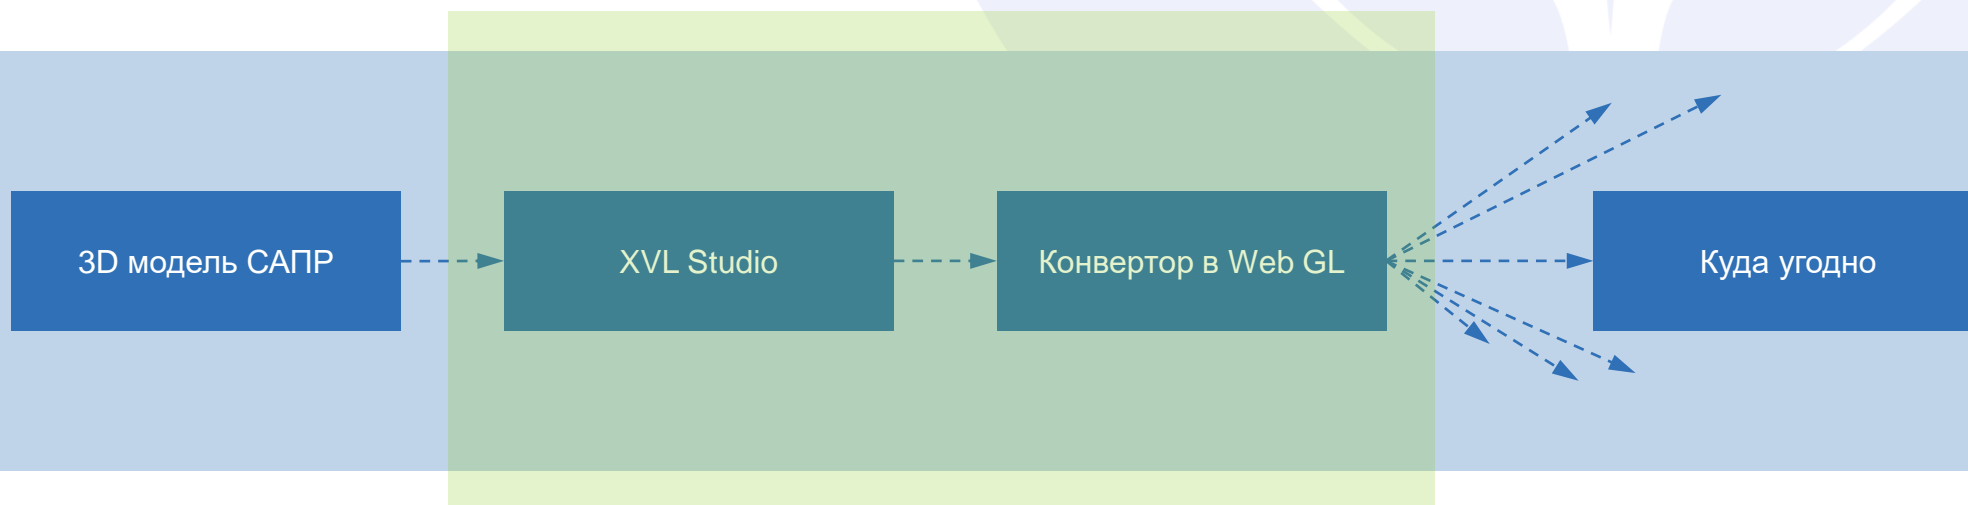 3D модель САПР
XVL Studio
Конвертор в Web GL
Куда угодно